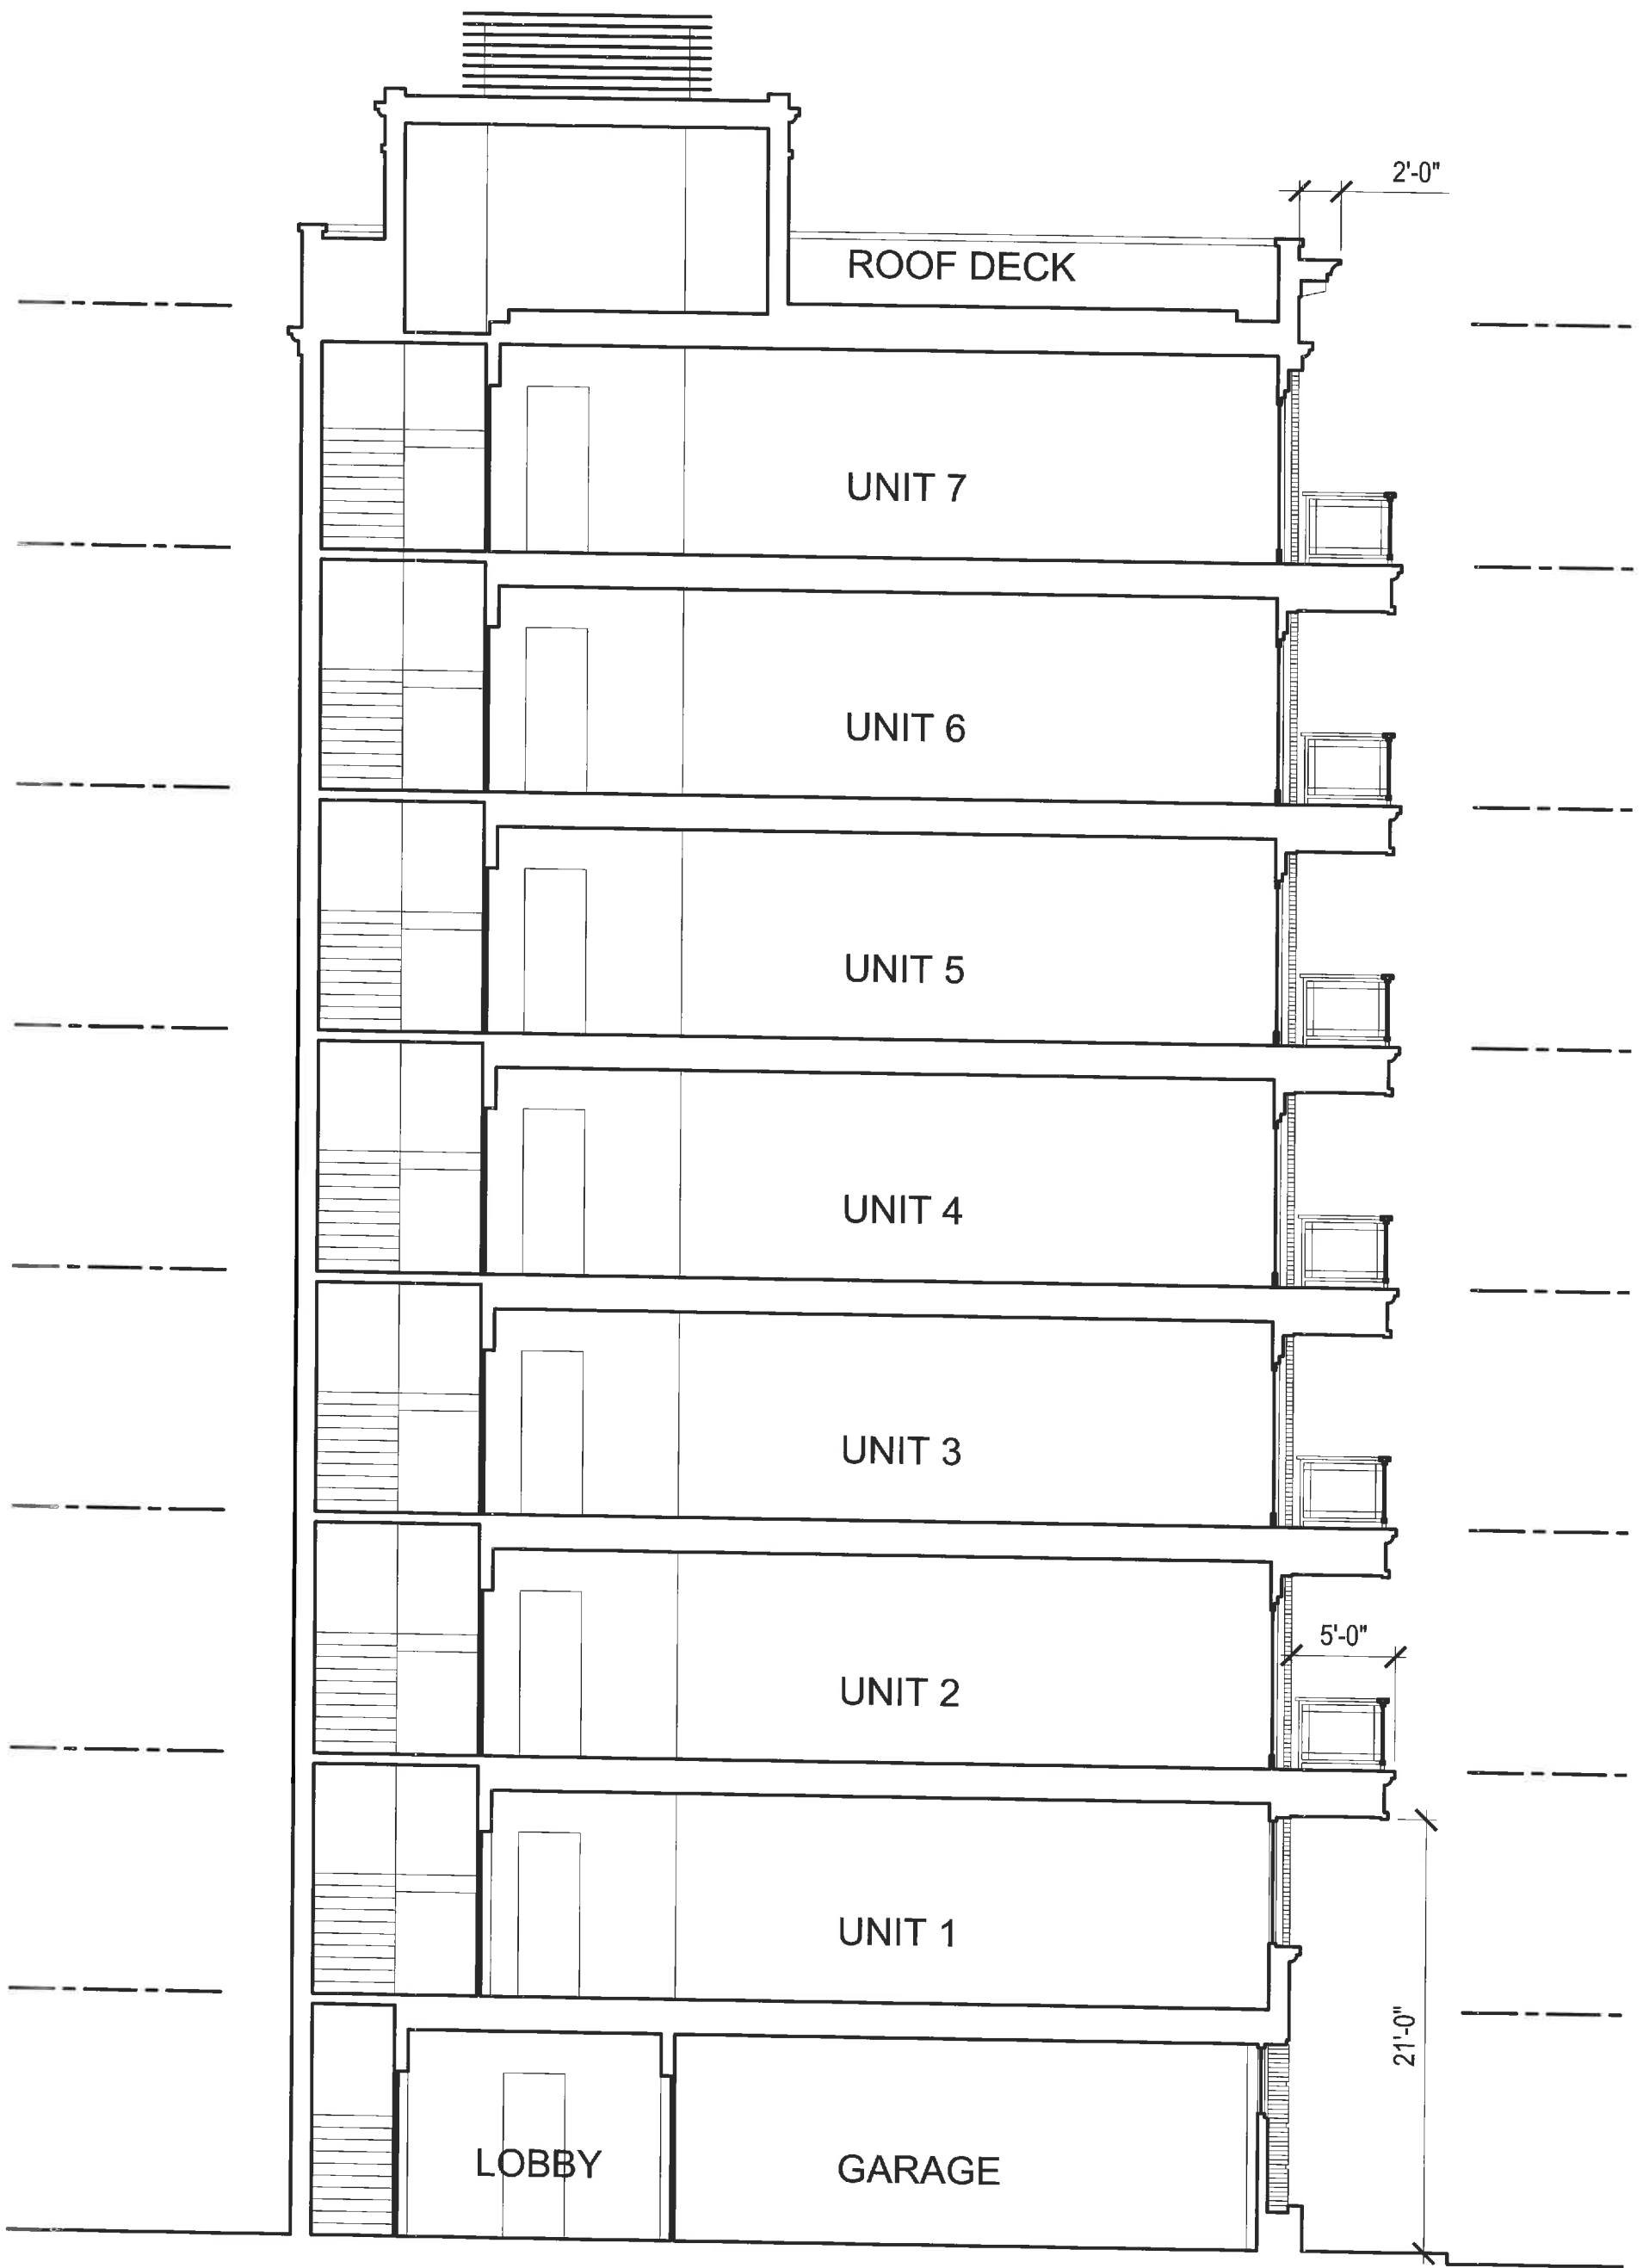 2'-0"
ROOF DECK
UNIT 7
UNIT 6
UNIT 5
UNIT 4
UNIT 3
UNIT 2
5'-0"
UNIT 1
21'-0"
LOBBY
GARAGE